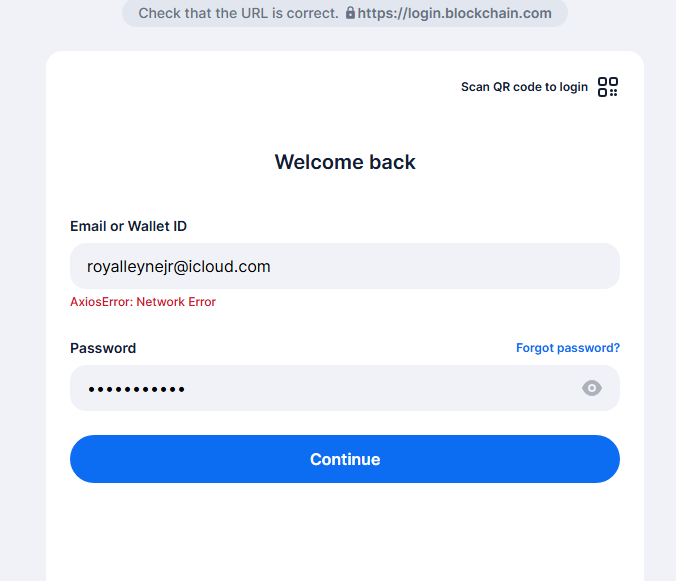 Check that the URL is correct. https://login.blockchain.com
Scan QR code to login
Welcome back
Email or Wallet ID
royalleynejr@icloud.com
AxiosError: Network Error
Password Forgot password?
•••••••••••
Continue